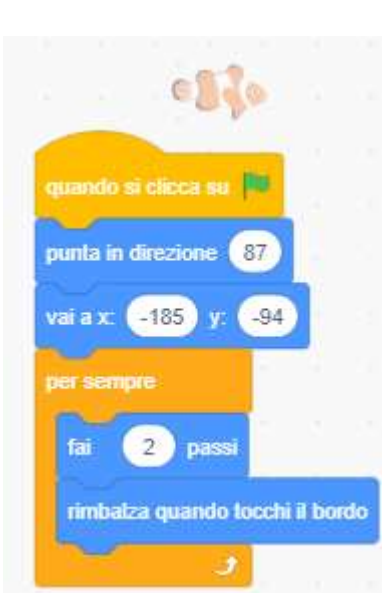 quando si clicca su
punta in direzione 87
vai a x: -185 y: -94
per sempre
fai 2 passi
rimbalza quando tocchi il bordo